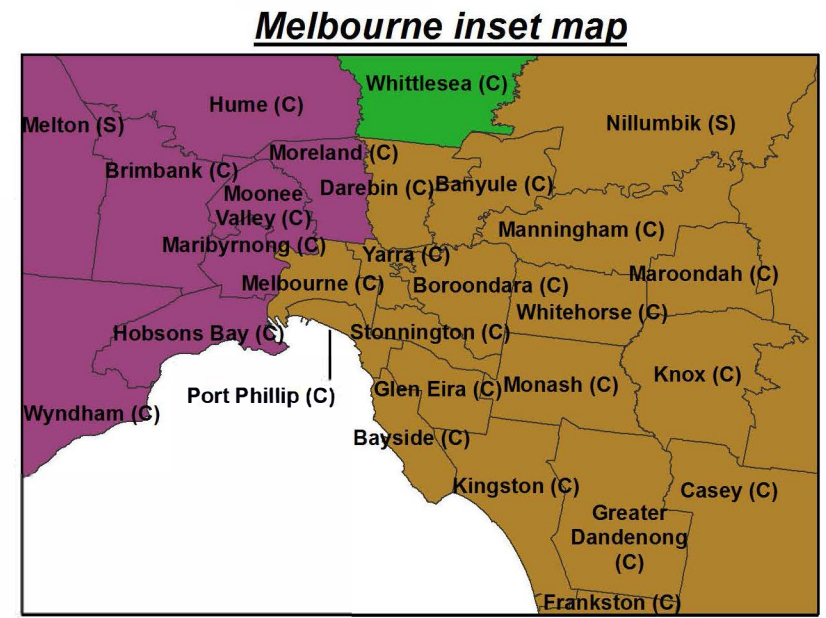 Melbourne inset map
Whittlesea (C)
Hume (C)
Nillumbik (S)
Melton (S)
Moreland (C)
Brimbank (C)
Darebin (C)
Banyule (C)
Moonee
Valley (C)
Manningham (C)
Maribyrnong (C)
Yarra (C)
Maroondah (C)
Melbourne (C)
Boroondara (C)
Whitehorse (C)
Hobsons Bay (C)
Stonnington (C)
Knox (C)
Glen Eira (C)
Monash (C)
Port Phillip (C)
Wyndham (C)
Bayside (C)
Kingston (C)
Casey (C)
Greater
Dandenong
(C)
Frankston (C)